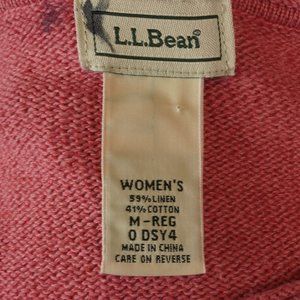 L.L.Bean®
WOMEN'S
59% LINEN
41% COTTON
M-REG
0 DSY4
MADE IN CHINA
CARE ON REVERSE